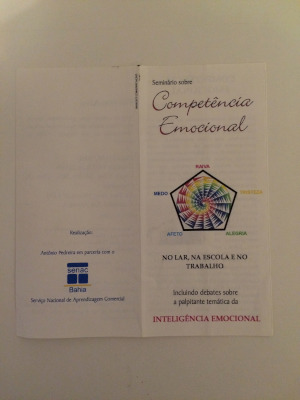 Realização:
Antônio Pedreira em parceria com o
senac
Bahia
Serviço Nacional de Aprendizagem Comercial
Seminário sobre
Competência
Emocional
RAIVA
MEDO
TRISTEZA
AFETO
ALEGRIA
NO LAR, NA ESCOLA E NO
TRABALHO.
Incluindo debates sobre
a palpitante temática da
INTELIGÊNCIA EMOCIONAL